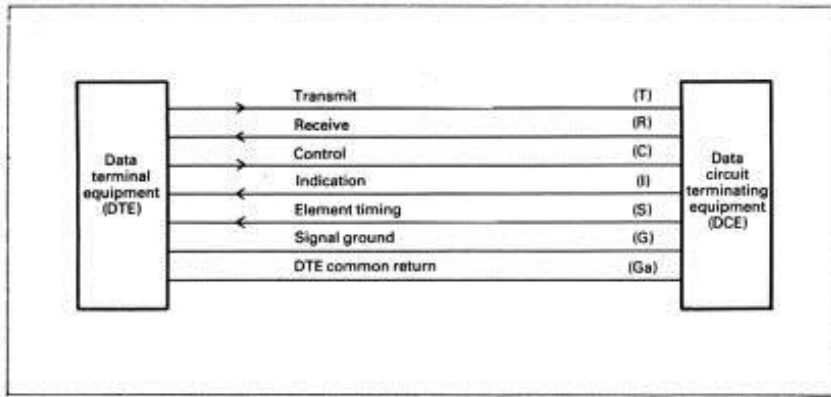 Data
terminal
equipment
(DTE)
Transmit (T)
Receive (R)
Control (C)
Indication (I)
Element timing (S)
Signal ground (G)
DTE common return (Ga)
Data
circuit
terminating
equipment
(DCE)